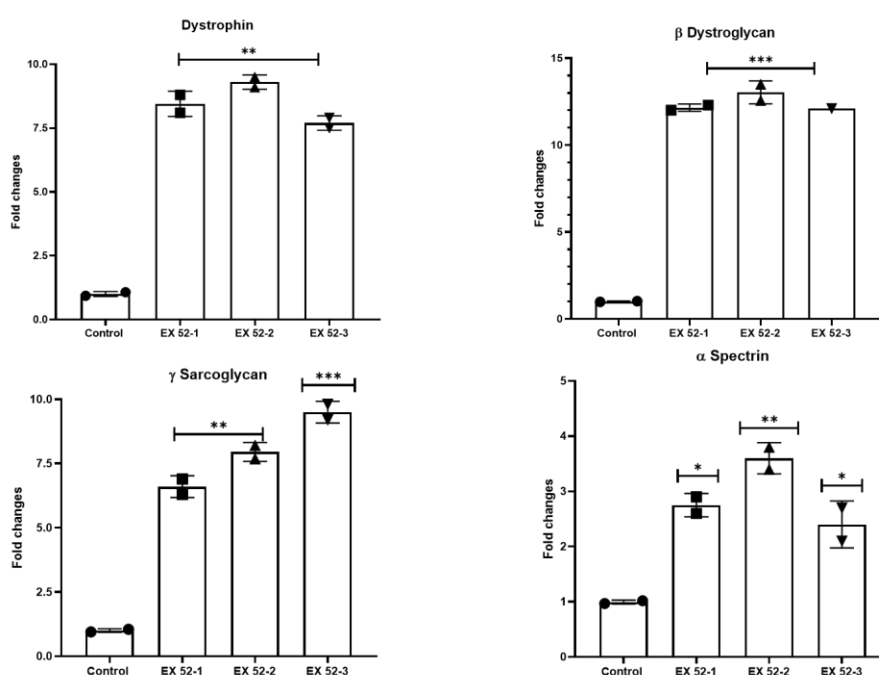 Dystrophin
**
10.0
7.5
5.0
2.5
0.0
Fold changes
Control EX 52-1 EX 52-2 EX 52-3
β Dystroglycan
***
15
10
5
0
Fold changes
Control EX 52-1 EX 52-2 EX 52-3
γ Sarcoglycan
***
**
10.0
7.5
5.0
2.5
0.0
Fold changes
Control EX 52-1 EX 52-2 EX 52-3
α Spectrin
**
*
*
5
4
3
2
1
0
Fold changes
Control EX 52-1 EX 52-2 EX 52-3